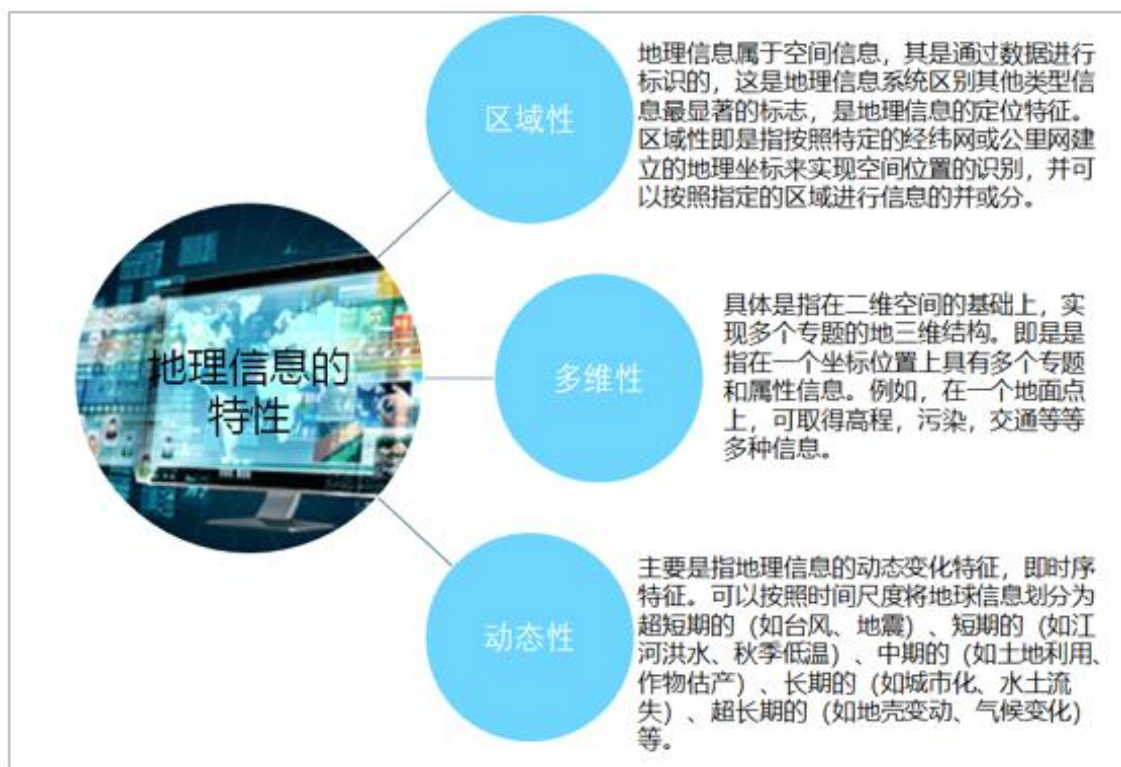 地理信息的
特性
区域性
地理信息属于空间信息，其是通过数据进行
标识的，这是地理信息系统区别其他类型信
息最显著的标志，是地理信息的定位特征。
区域性即是指按照特定的经纬网或公里网建
立的地理坐标来实现空间位置的识别，并可
以按照指定的区域进行信息的并或分。
多维性
具体是指在二维空间的基础上，实
现多个专题的地三维结构。即是是
指在一个坐标位置上具有多个专题
和属性信息。例如，在一个地面点
上，可取得高程，污染，交通等等
多种信息。
动态性
主要是指地理信息的动态变化特征，即时序
特征。可以按照时间尺度将地球信息划分为
超短期的（如台风、地震）、短期的（如江
河洪水、秋季低温）、中期的（如土地利用、
作物估产）、长期的（如城市化、水土流
失）、超长期的（如地壳变动、气候变化）
等。